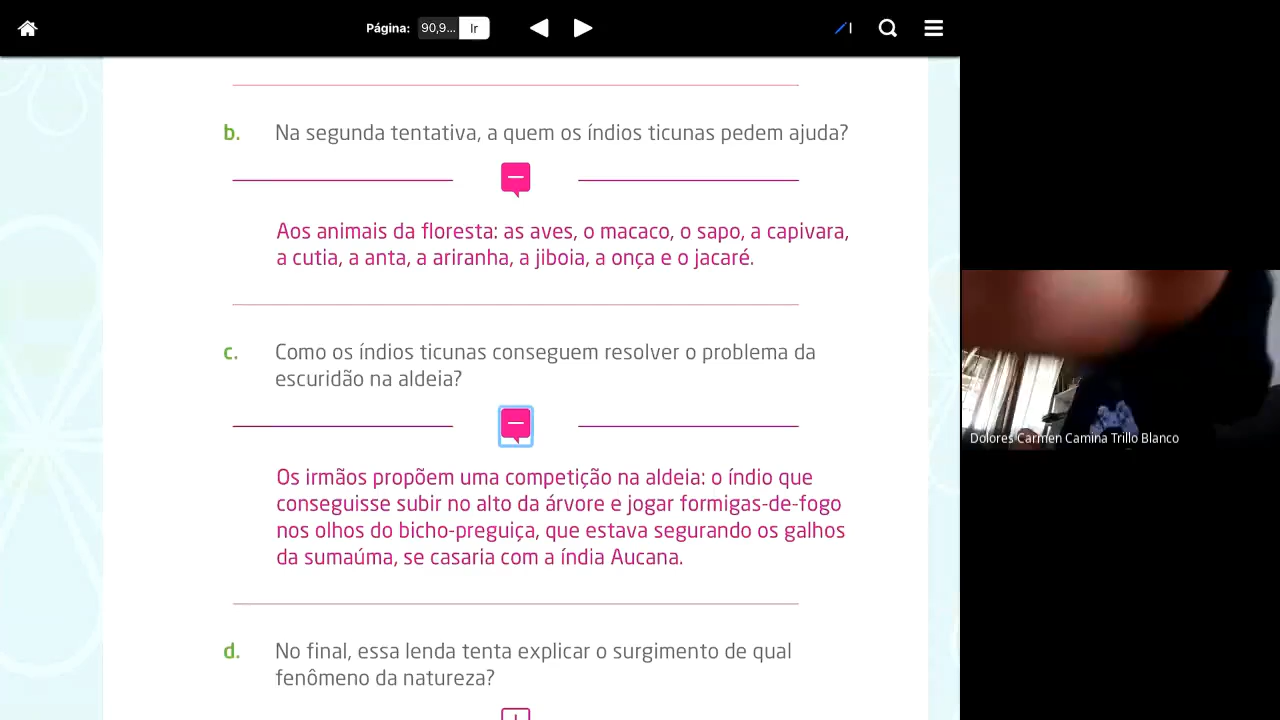 Página: 90,9... Ir
b. Na segunda tentativa, a quem os índios ticunas pedem ajuda?
Aos animais da floresta: as aves, o macaco, o sapo, a capivara,
a cutia, a anta, a ariranha, a jiboia, a onça e o jacaré.
c. Como os índios ticunas conseguem resolver o problema da
escuridão na aldeia?
Os irmãos propõem uma competição na aldeia: o índio que
conseguisse subir no alto da árvore e jogar formigas-de-fogo
nos olhos do bicho-preguiça, que estava segurando os galhos
da sumaúma, se casaria com a índia Aucana.
d. No final, essa lenda tenta explicar o surgimento de qual
fenômeno da natureza?
Dolores Carmen Camina Trillo Blanco